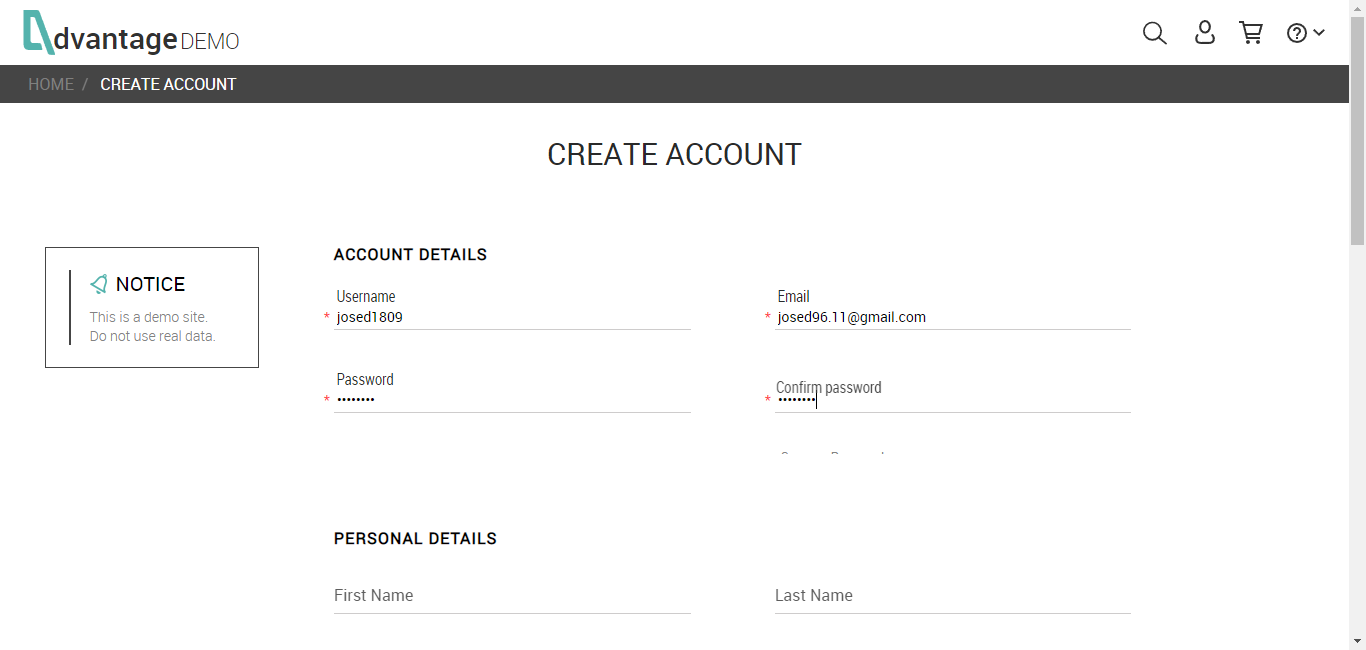 dvantage DEMO
HOME / CREATE ACCOUNT
CREATE ACCOUNT
NOTICE
This is a demo site.
Do not use real data.
ACCOUNT DETAILS
Username
* josed1809
Email
* josed96.11@gmail.com
Password
* ••••••••
Confirm password
* ••••••••
PERSONAL DETAILS
First Name
Last Name